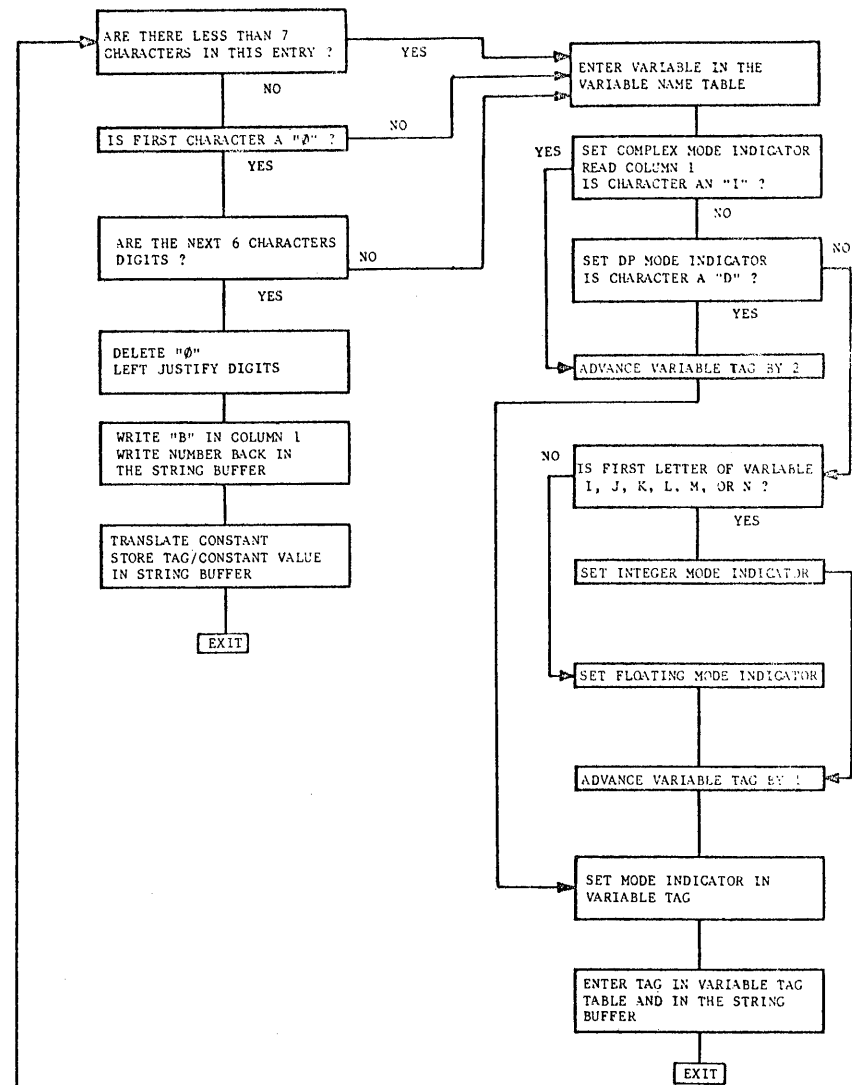 ARE THERE LESS THAN 7
CHARACTERS IN THIS ENTRY ?
YES
NO
IS FIRST CHARACTER A "Ø" ?
NO
YES
ARE THE NEXT 6 CHARACTERS
DIGITS ?
NO
YES
DELETE "Ø"
LEFT JUSTIFY DIGITS
WRITE "B" IN COLUMN 1
WRITE NUMBER BACK IN
THE STRING BUFFER
TRANSLATE CONSTANT
STORE TAG/CONSTANT VALUE
IN STRING BUFFER
EXIT
ENTER VARIABLE IN THE
VARIABLE NAME TABLE
YES
SET COMPLEX MODE INDICATOR
READ COLUMN 1
IS CHARACTER AN "I" ?
NO
SET DP MODE INDICATOR
IS CHARACTER A "D" ?
NO
YES
ADVANCE VARIABLE TAG BY 2
NO
IS FIRST LETTER OF VARIABLE
I, J, K, L, M, OR N ?
YES
SET INTEGER MODE INDICATOR
SET FLOATING MODE INDICATOR
ADVANCE VARIABLE TAG BY 1
SET MODE INDICATOR IN
VARIABLE TAG
ENTER TAG IN VARIABLE TAG
TABLE AND IN THE STRING
BUFFER
EXIT